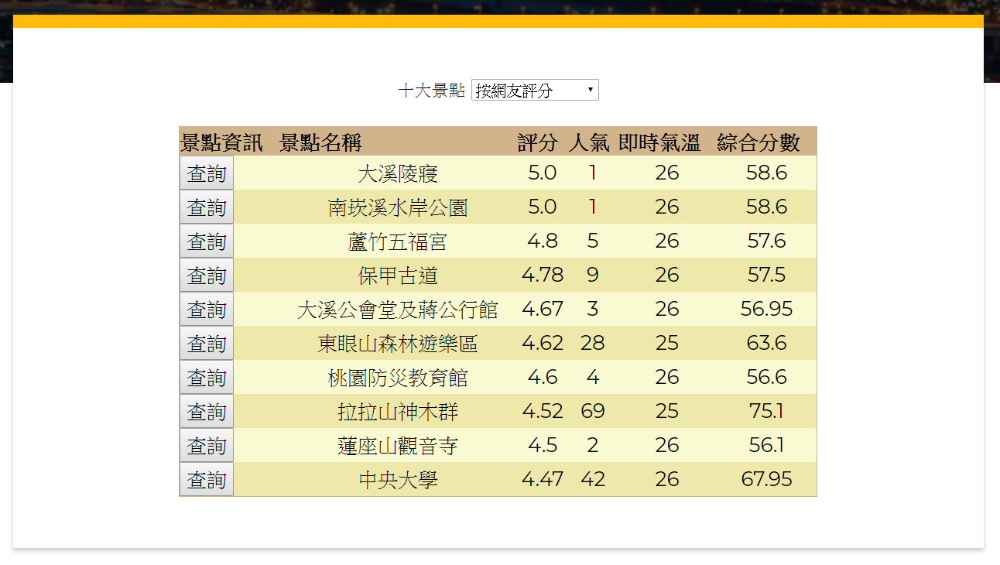 十大景點 按網友評分
景點資訊 景點名稱 評分 人氣 即時氣溫 綜合分數
查詢 大溪陵寢 5.0 1 26 58.6
查詢 南崁溪水岸公園 5.0 1 26 58.6
查詢 蘆竹五福宮 4.8 5 26 57.6
查詢 保甲古道 4.78 9 26 57.5
查詢 大溪公會堂及蔣公行館 4.67 3 26 56.95
查詢 東眼山森林遊樂區 4.62 28 25 63.6
查詢 桃園防災教育館 4.6 4 26 56.6
查詢 拉拉山神木群 4.52 69 25 75.1
查詢 蓮座山觀音寺 4.5 2 26 56.1
查詢 中央大學 4.47 42 26 67.95